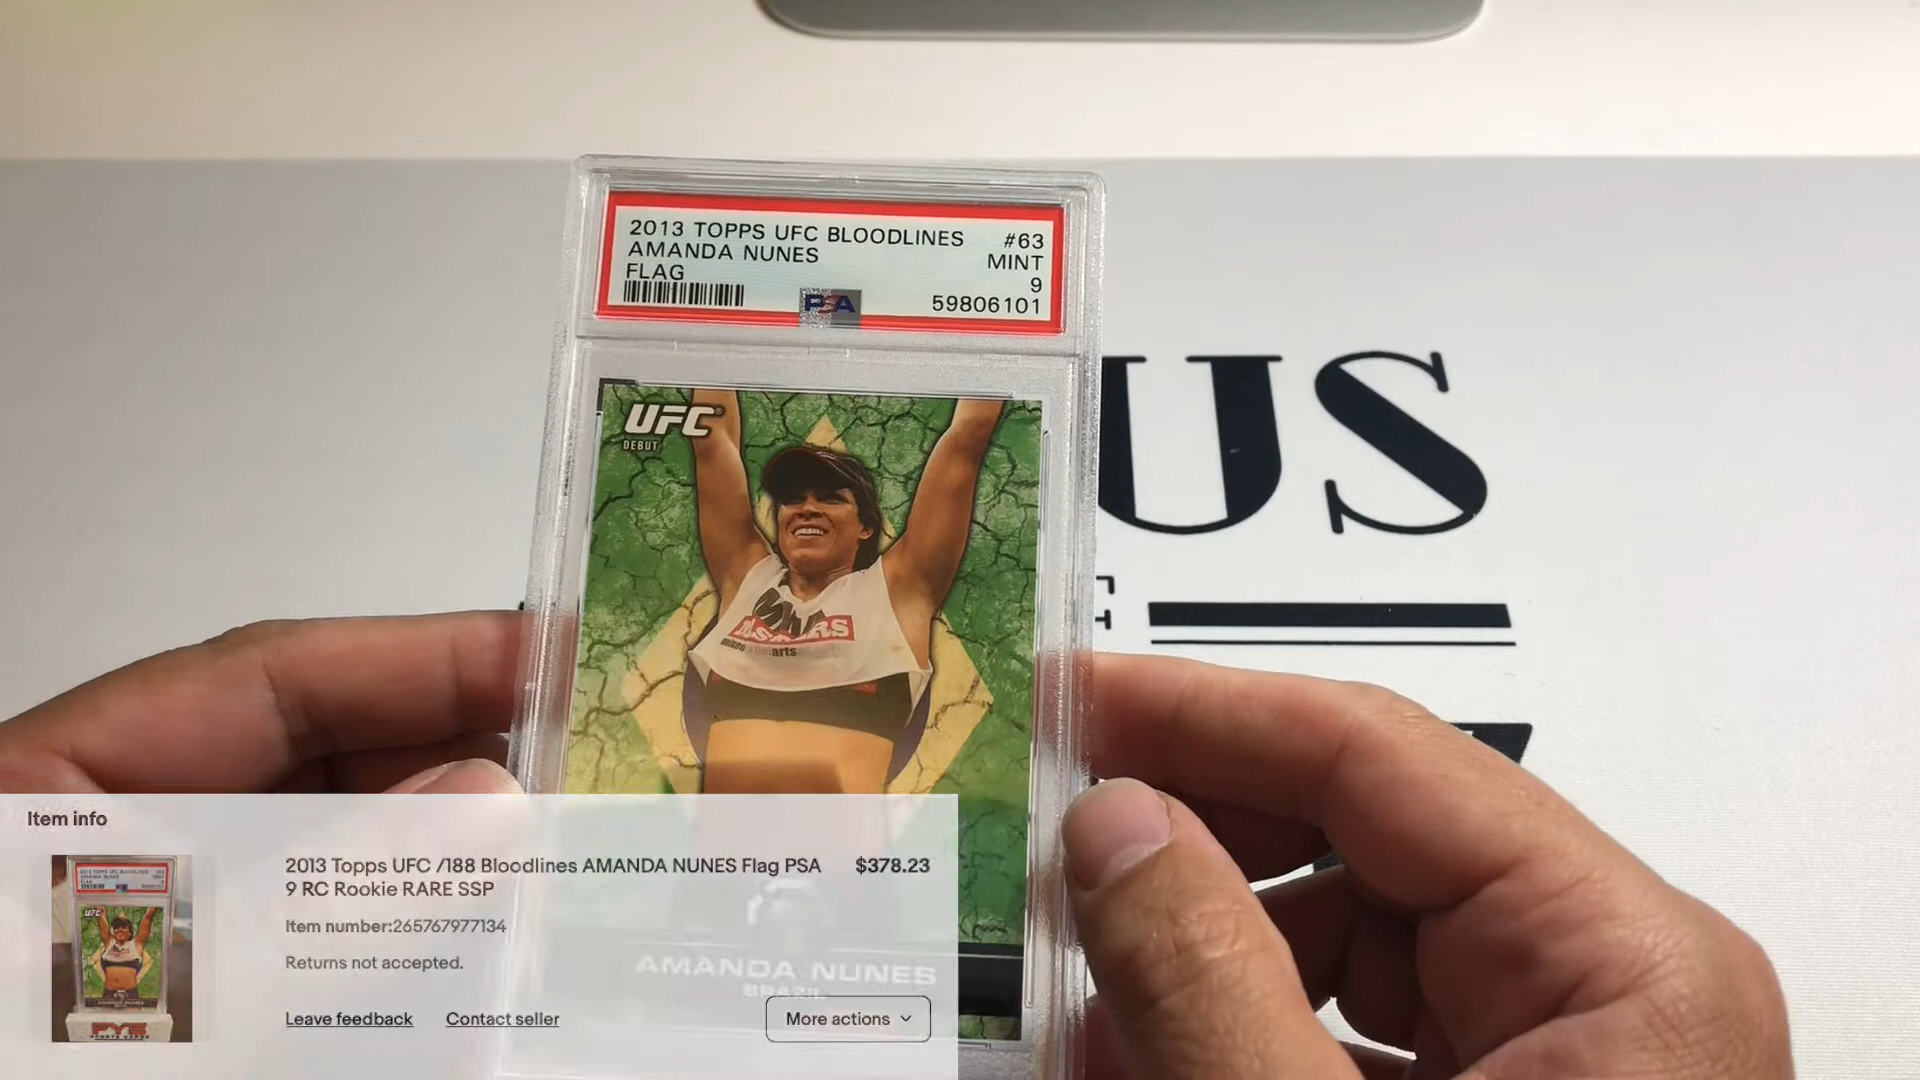 2013 TOPPS UFC BLOODLINES #63
AMANDA NUNES MINT
FLAG 9
PSA 59806101
US
UFC
DEBUT
arts
AMANDA NUNES
BRAZIL
Item info
2013 Topps UFC /188 Bloodlines AMANDA NUNES Flag PSA $378.23
9 RC Rookie RARE SSP
Item number:265767977134
Returns not accepted.
Leave feedback Contact seller
More actions